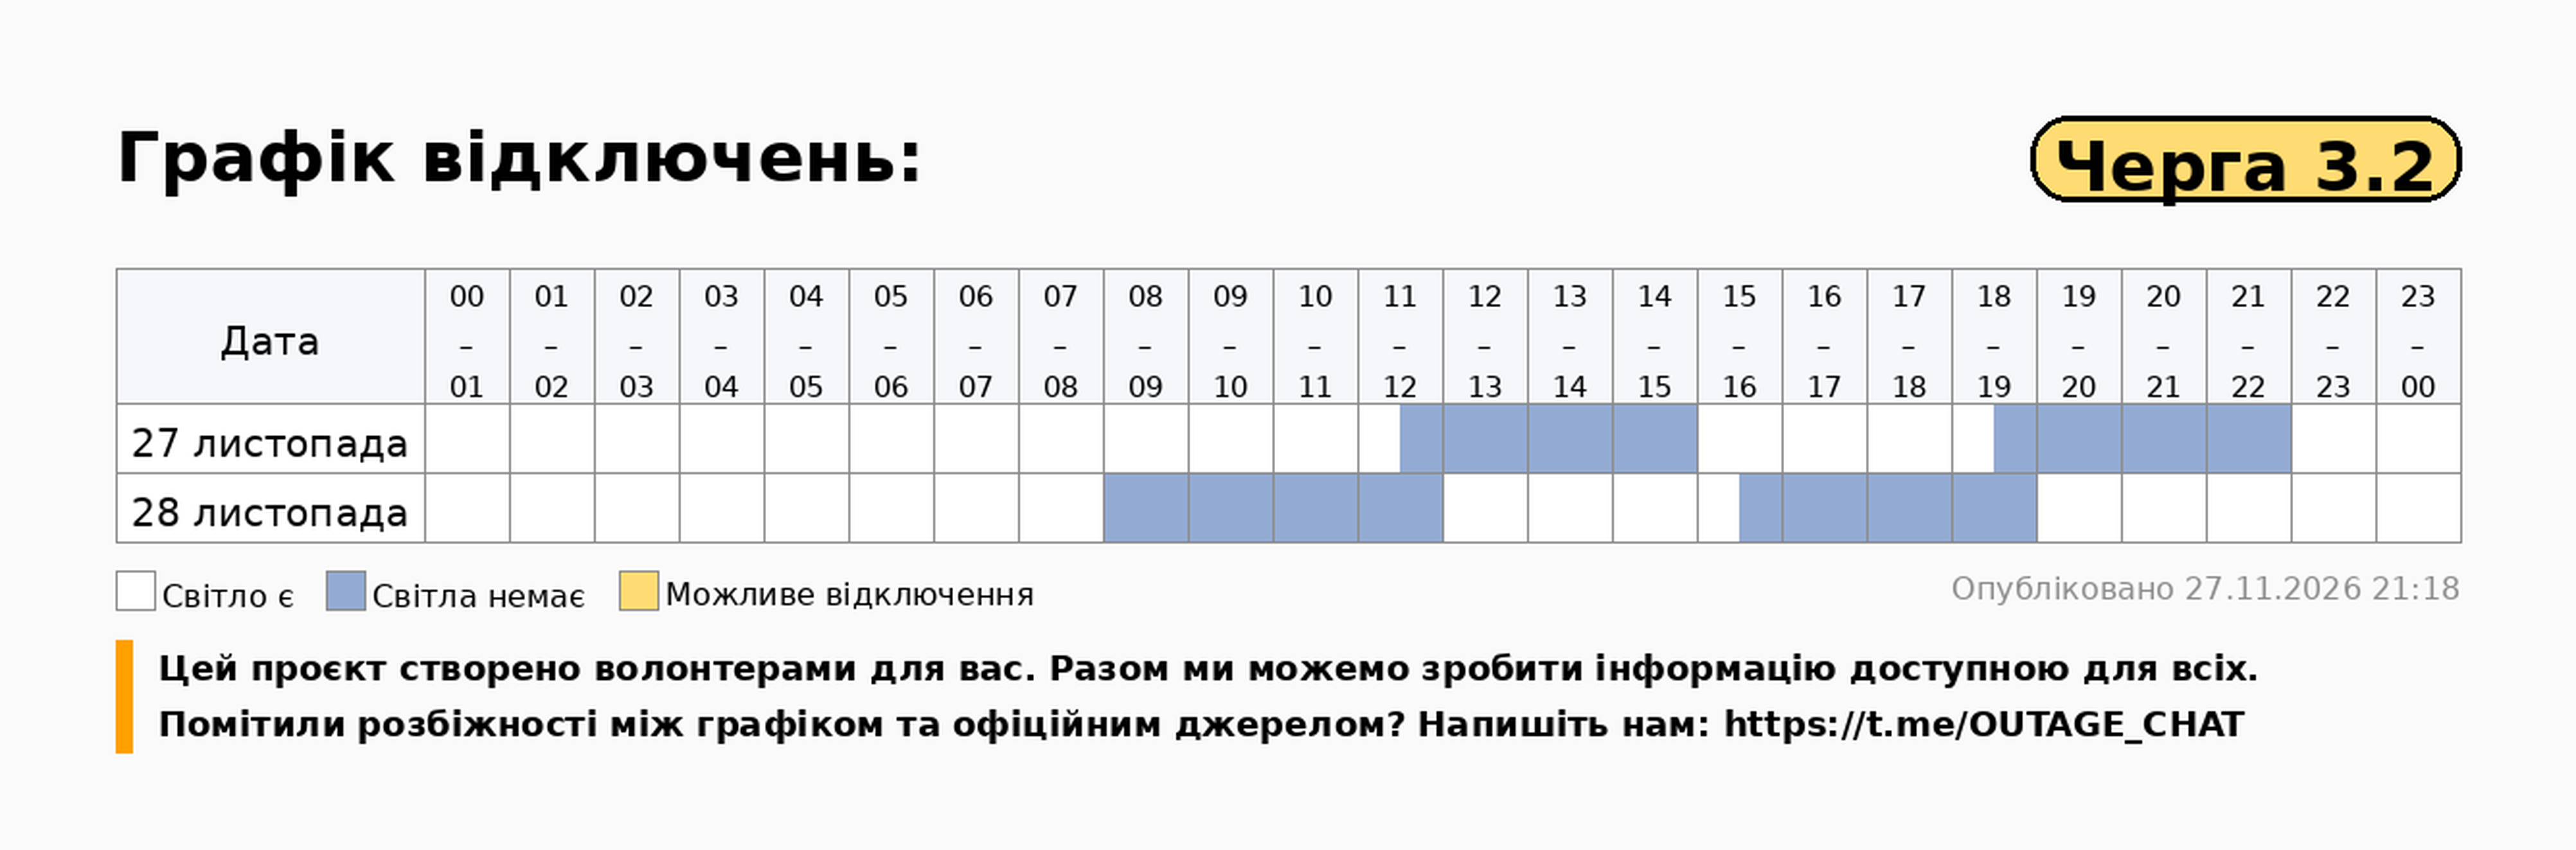 Графік відключень:
Черга 3.2
Дата
00 – 01
01 – 02
02 – 03
03 – 04
04 – 05
05 – 06
06 – 07
07 – 08
08 – 09
09 – 10
10 – 11
11 – 12
12 – 13
13 – 14
14 – 15
15 – 16
16 – 17
17 – 18
18 – 19
19 – 20
20 – 21
21 – 22
22 – 23
23 – 00
27 листопада
28 листопада
Світло є
Світла немає
Можливе відключення
Опубліковано 27.11.2026 21:18
Цей проєкт створено волонтерами для вас. Разом ми можемо зробити інформацію доступною для всіх.
Помітили розбіжності між графіком та офіційним джерелом? Напишіть нам: https://t.me/OUTAGE_CHAT